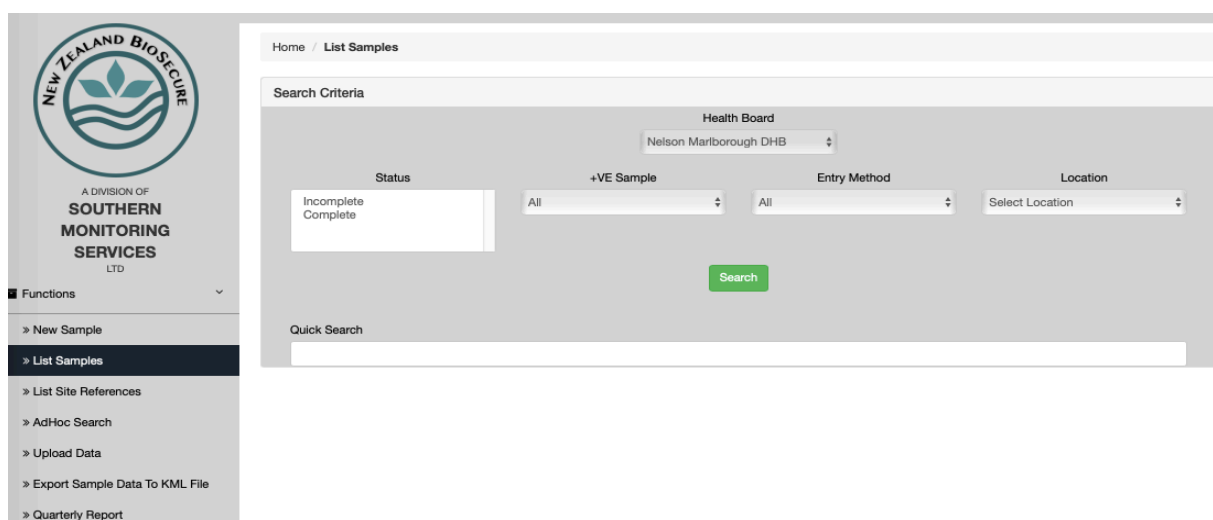 NEW ZEALAND BIOSECURE
A DIVISION OF
SOUTHERN
MONITORING
SERVICES
LTD
Functions
» New Sample
» List Samples
» List Site References
» AdHoc Search
» Upload Data
» Export Sample Data To KML File
» Quarterly Report
Home / List Samples
Search Criteria
Health Board
Nelson Marlborough DHB
Status
+VE Sample
Entry Method
Location
Incomplete
Complete
All
All
Select Location
Search
Quick Search